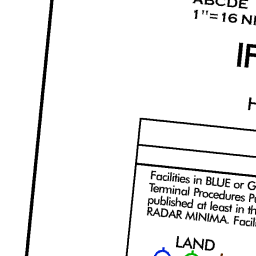 ABCDE
1"=16 N
IF
H
Facilities in BLUE or G
Terminal Procedures P
published at least in th
RADAR MINIMA. Facil
LAND